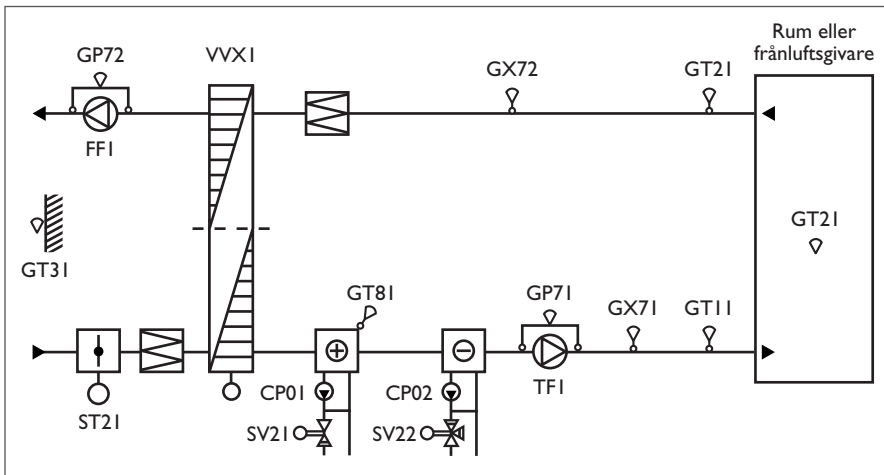 Rum eller
frånluftsgivare
GP72
VVX1
GX72
GT21
FF1
GT21
GT31
GT81
GP71
GX71
GT11
CP01
CP02
TF1
ST21
SV21
SV22